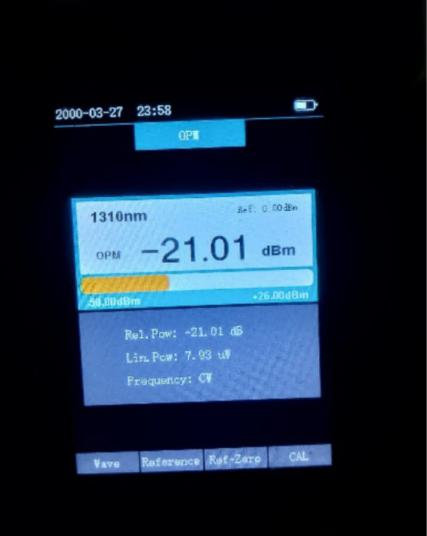 2000-03-27 23:58
OPM
1310nm Ref: 0.00dBm
OPM -21.01 dBm
-50.00dBm +26.00dBm
Rel.Pow: -21.01 dB
Lin.Pow: 7.93 uW
Frequency: CW
Wave Reference Ref-Zero CAL